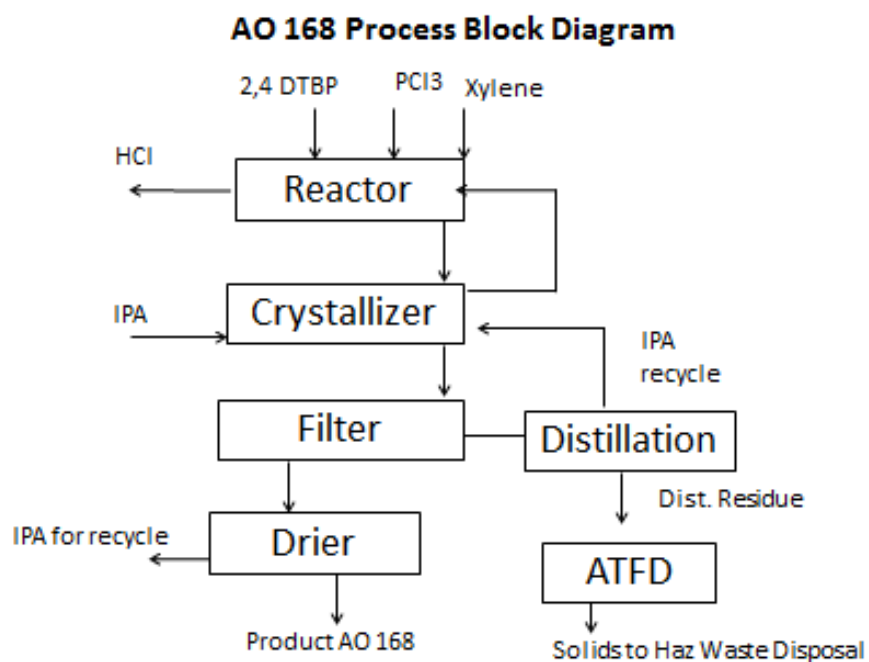 AO 168 Process Block Diagram
2,4 DTBP
PCl3
Xylene
HCl
Reactor
Crystallizer
IPA
IPA
recycle
Filter
Distillation
Dist. Residue
IPA for recycle
Drier
ATFD
Product AO 168
Solids to Haz Waste Disposal